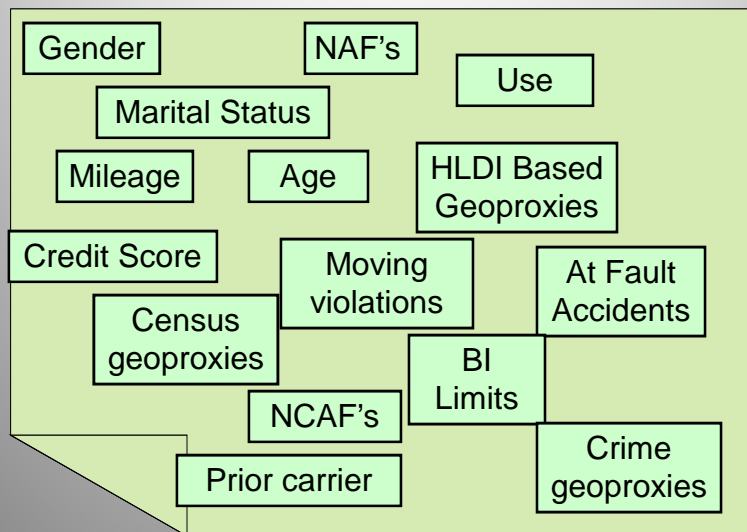 Gender
NAF's
Use
Marital Status
Mileage
Age
HLDI Based
Geoproxies
Credit Score
Moving
violations
At Fault
Accidents
Census
geoproxies
BI
Limits
NCAF's
Prior carrier
Crime
geoproxies